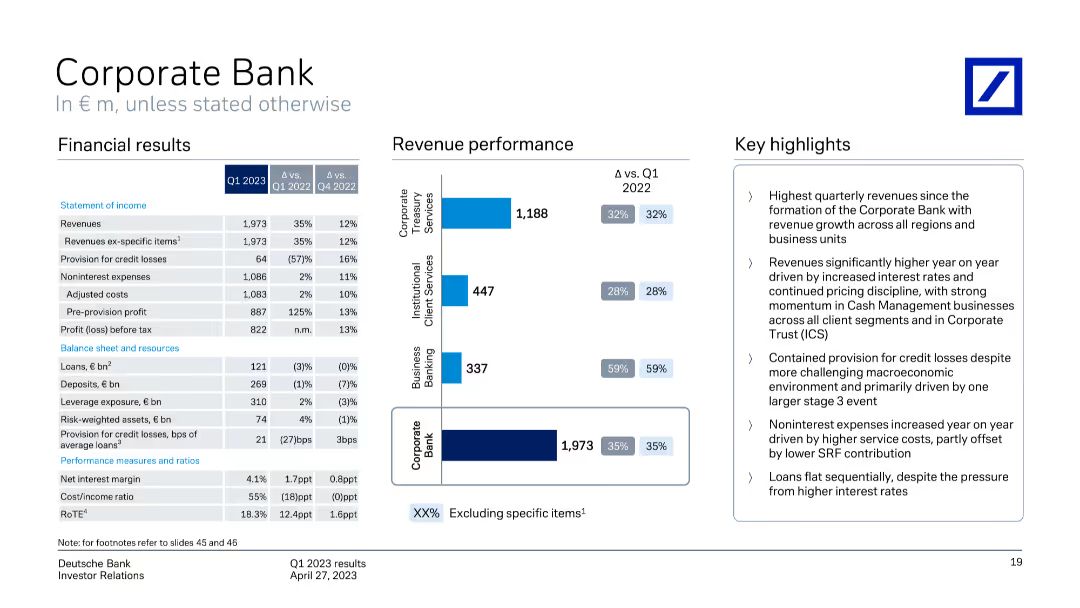 Corporate Bank
In € m, unless stated otherwise
Financial results
Q1 2023
Δ vs.
Q1 2022
Δ vs.
Q4 2022
Statement of income
Revenues 1,973 35% 12%
Revenues ex-specific items1 1,973 35% 12%
Provision for credit losses 64 (57)% 16%
Noninterest expenses 1,086 2% 11%
Adjusted costs 1,083 2% 10%
Pre-provision profit 887 125% 13%
Profit (loss) before tax 822 n.m. 13%
Balance sheet and resources
Loans, € bn2 121 (3)% (0)%
Deposits, € bn 269 (1)% (7)%
Leverage exposure, € bn 310 2% (3)%
Risk-weighted assets, € bn 74 4% (1)%
Provision for credit losses, bps of
average loans3 21 (27)bps 3bps
Performance measures and ratios
Net interest margin 4.1% 1.7ppt 0.8ppt
Cost/income ratio 55% (18)ppt (0)ppt
RoTE4 18.3% 12.4ppt 1.6ppt
Revenue performance
Δ vs. Q1
2022
Corporate
Treasury
Services
1,188 32% 32%
Institutional
Client Services
447 28% 28%
Business
Banking
337 59% 59%
Corporate
Bank
1,973 35% 35%
XX% Excluding specific items1
Key highlights
〉 Highest quarterly revenues since the
formation of the Corporate Bank with
revenue growth across all regions and
business units
〉 Revenues significantly higher year on year
driven by increased interest rates and
continued pricing discipline, with strong
momentum in Cash Management businesses
across all client segments and in Corporate
Trust (ICS)
〉 Contained provision for credit losses despite
more challenging macroeconomic
environment and primarily driven by one
larger stage 3 event
〉 Noninterest expenses increased year on year
driven by higher service costs, partly offset
by lower SRF contribution
〉 Loans flat sequentially, despite the pressure
from higher interest rates
Note: for footnotes refer to slides 45 and 46
Deutsche Bank
Investor Relations
Q1 2023 results
April 27, 2023
19